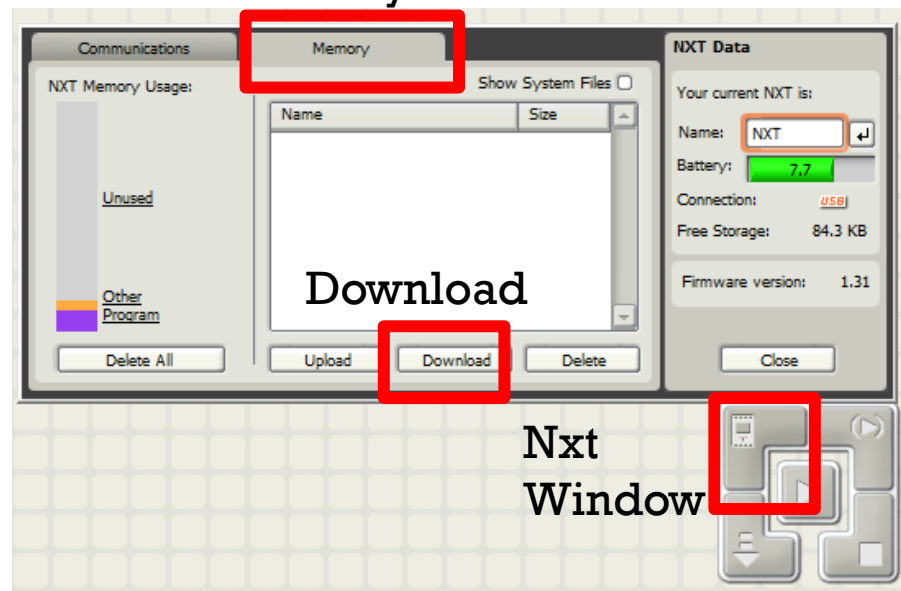 Communications
Memory
NXT Data
NXT Memory Usage:
Show System Files
Name
Size
Unused
Other
Program
Delete All
Upload
Download
Delete
Your current NXT is:
Name: NXT
Battery: 7.7
Connection: USB
Free Storage: 84.3 KB
Firmware version: 1.31
Close
Download
Nxt
Window